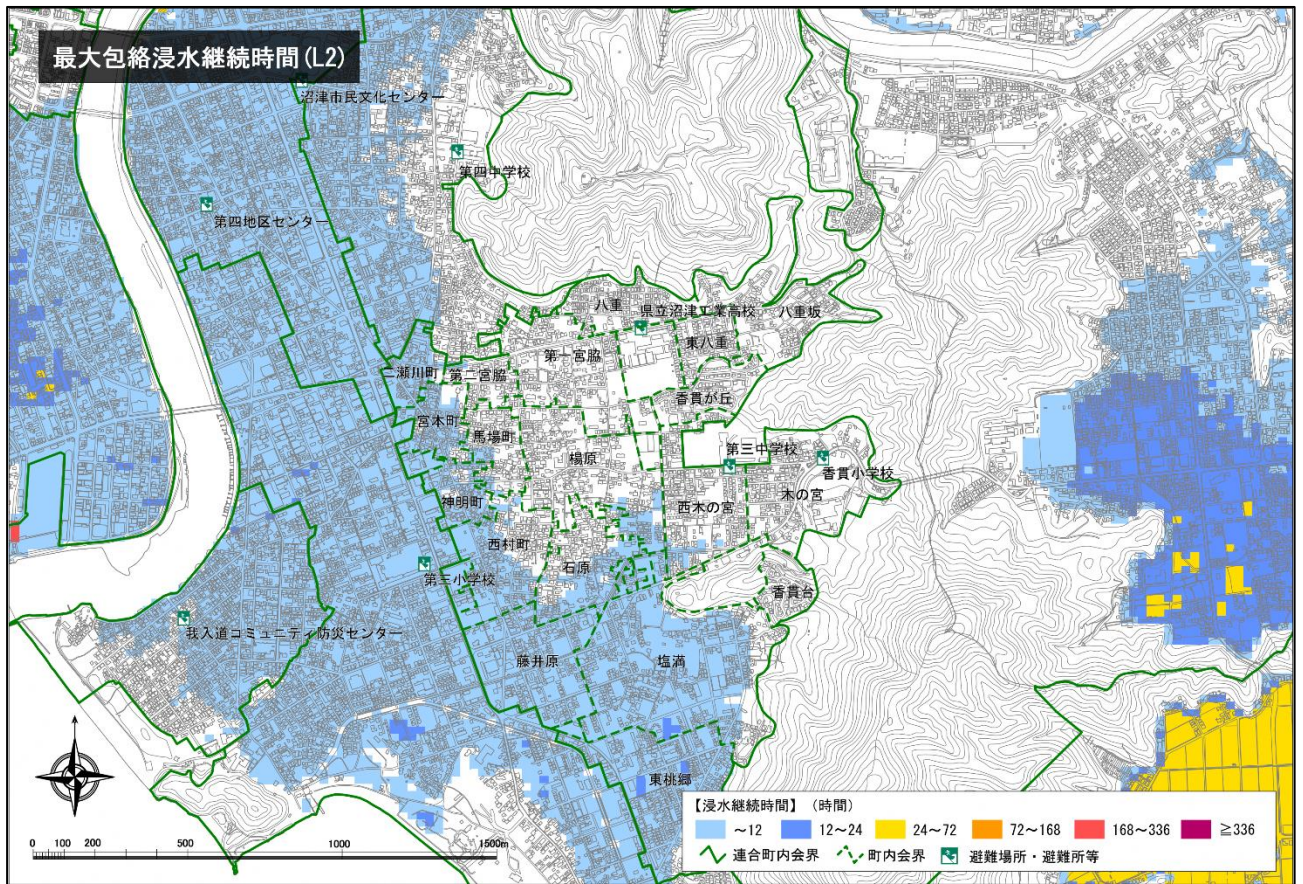 最大包絡浸水継続時間(L2)
沼津市民文化センター
第四中学校
第四地区センター
八重
県立沼津工業高校
八重坂
東八重
第一宮脇
二瀬川町
第二宮脇
香貫が丘
宮本町
馬場町
楊原
第三中学校
香貫小学校
神明町
西木の宮
木の宮
西村町
石原
第三小学校
香貫台
我入道コミュニティ防災センター
藤井原
塩満
東桃郷
【浸水継続時間】 (時間)
～12
12～24
24～72
72～168
168～336
≧336
連合町内会界
町内会界
避難場所・避難所等
0 100 200 500 1000 1500m